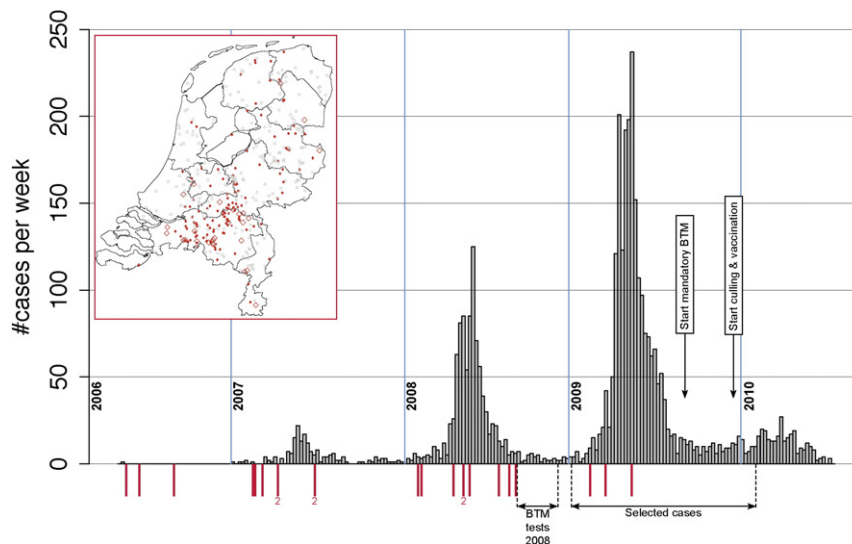 250
200
150
100
50
0
#cases per week
2006
2007
2008
2009
2010
Start mandatory BTM
Start culling & vaccination
2
2
2
BTM
tests
2008
Selected cases